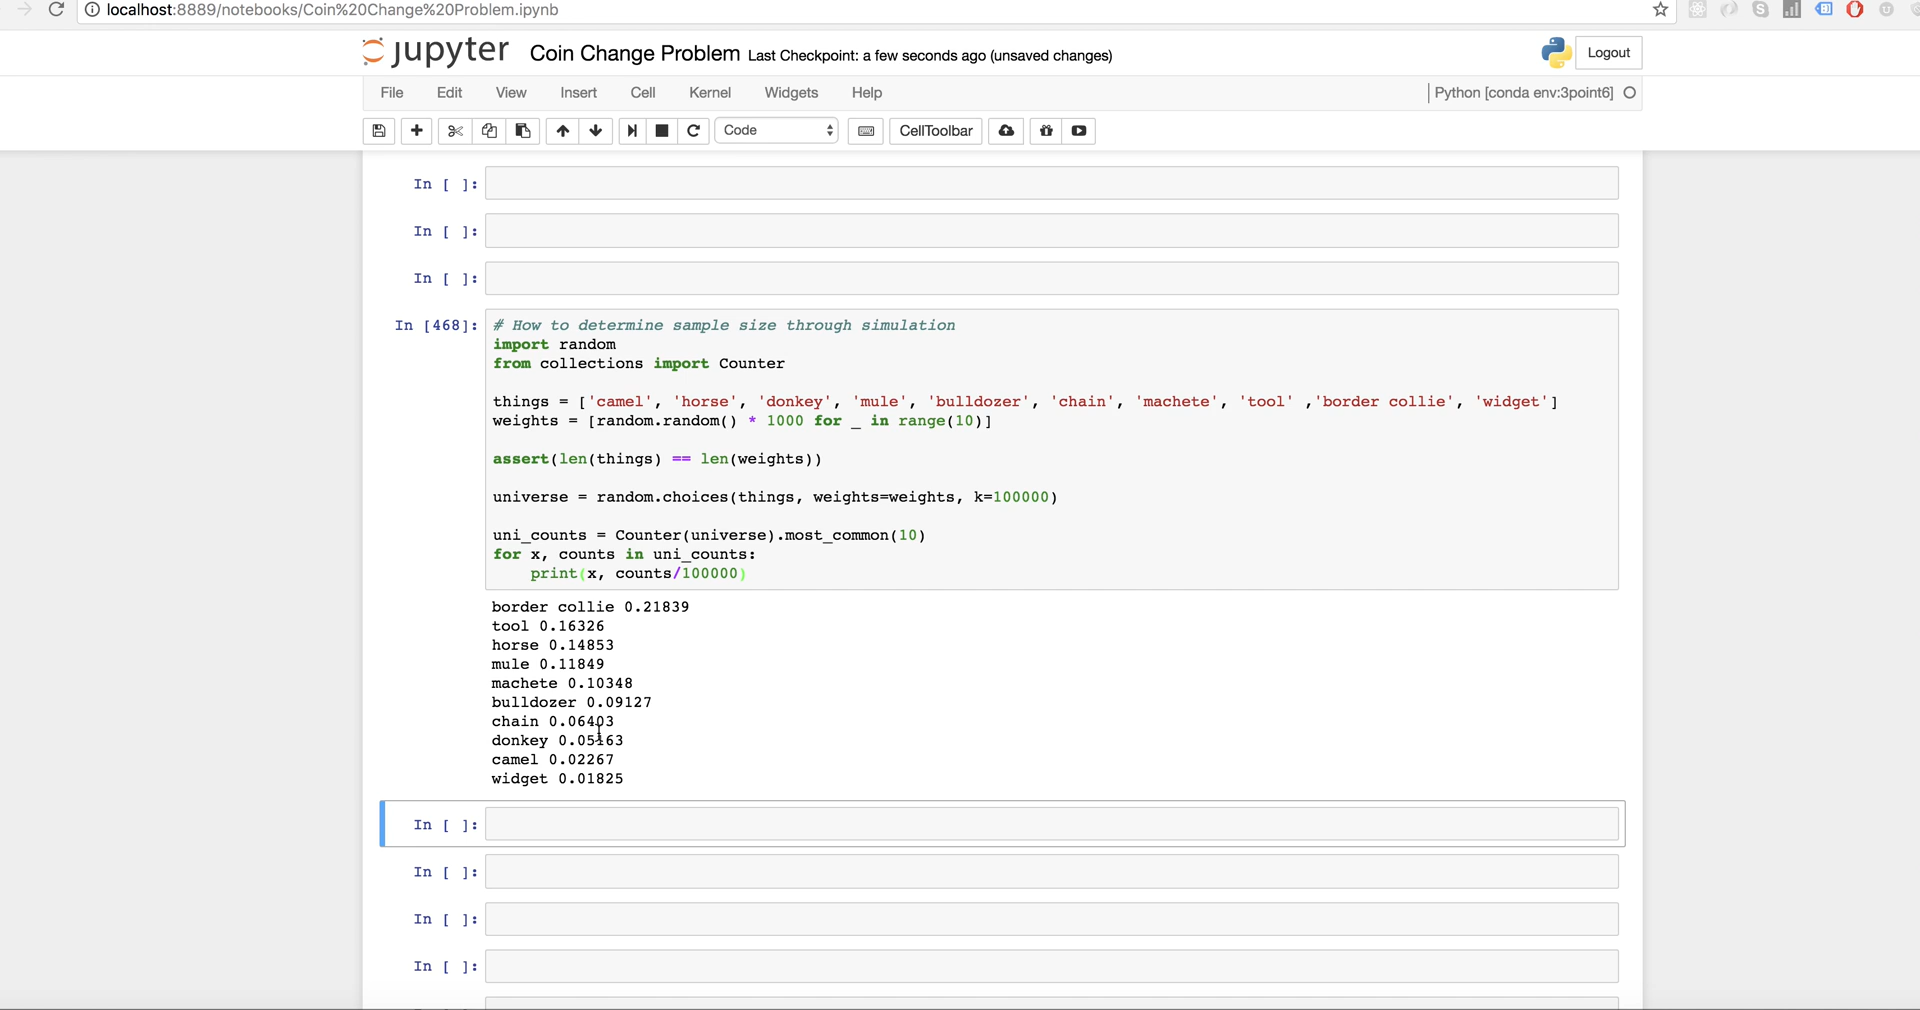 localhost:8889/notebooks/Coin%20Change%20Problem.ipynb
jupyter Coin Change Problem Last Checkpoint: a few seconds ago (unsaved changes)
Logout
File Edit View Insert Cell Kernel Widgets Help
Python [conda env:3point6]
Code
CellToolbar
In [ ]:
In [ ]:
In [ ]:
In [468]:
# How to determine sample size through simulation
import random
from collections import Counter
things = ['camel', 'horse', 'donkey', 'mule', 'bulldozer', 'chain', 'machete', 'tool' ,'border collie', 'widget']
weights = [random.random() * 1000 for _ in range(10)]
assert(len(things) == len(weights))
universe = random.choices(things, weights=weights, k=100000)
uni_counts = Counter(universe).most_common(10)
for x, counts in uni_counts:
    print(x, counts/100000)
border collie 0.21839
tool 0.16326
horse 0.14853
mule 0.11849
machete 0.10348
bulldozer 0.09127
chain 0.06403
donkey 0.05163
camel 0.02267
widget 0.01825
In [ ]:
In [ ]:
In [ ]:
In [ ]: